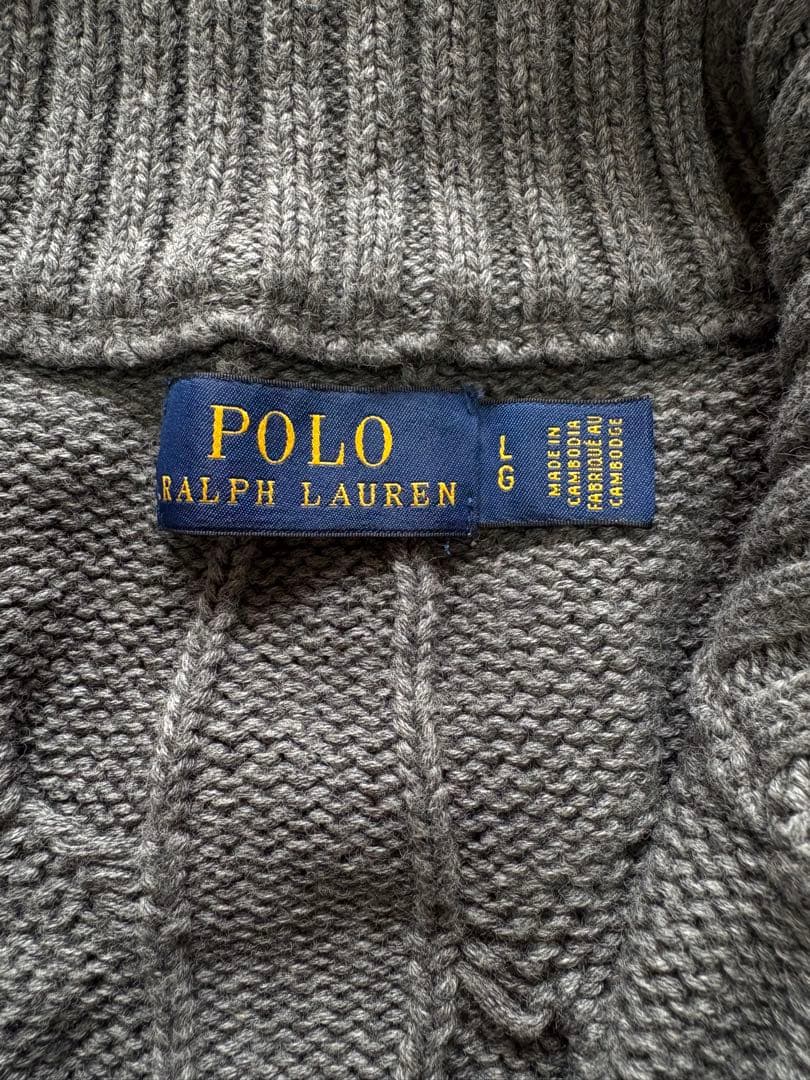 POLO
RALPH LAUREN
L
G
MADE IN
CAMBODIA
FABRIQUÉ AU
CAMBODGE